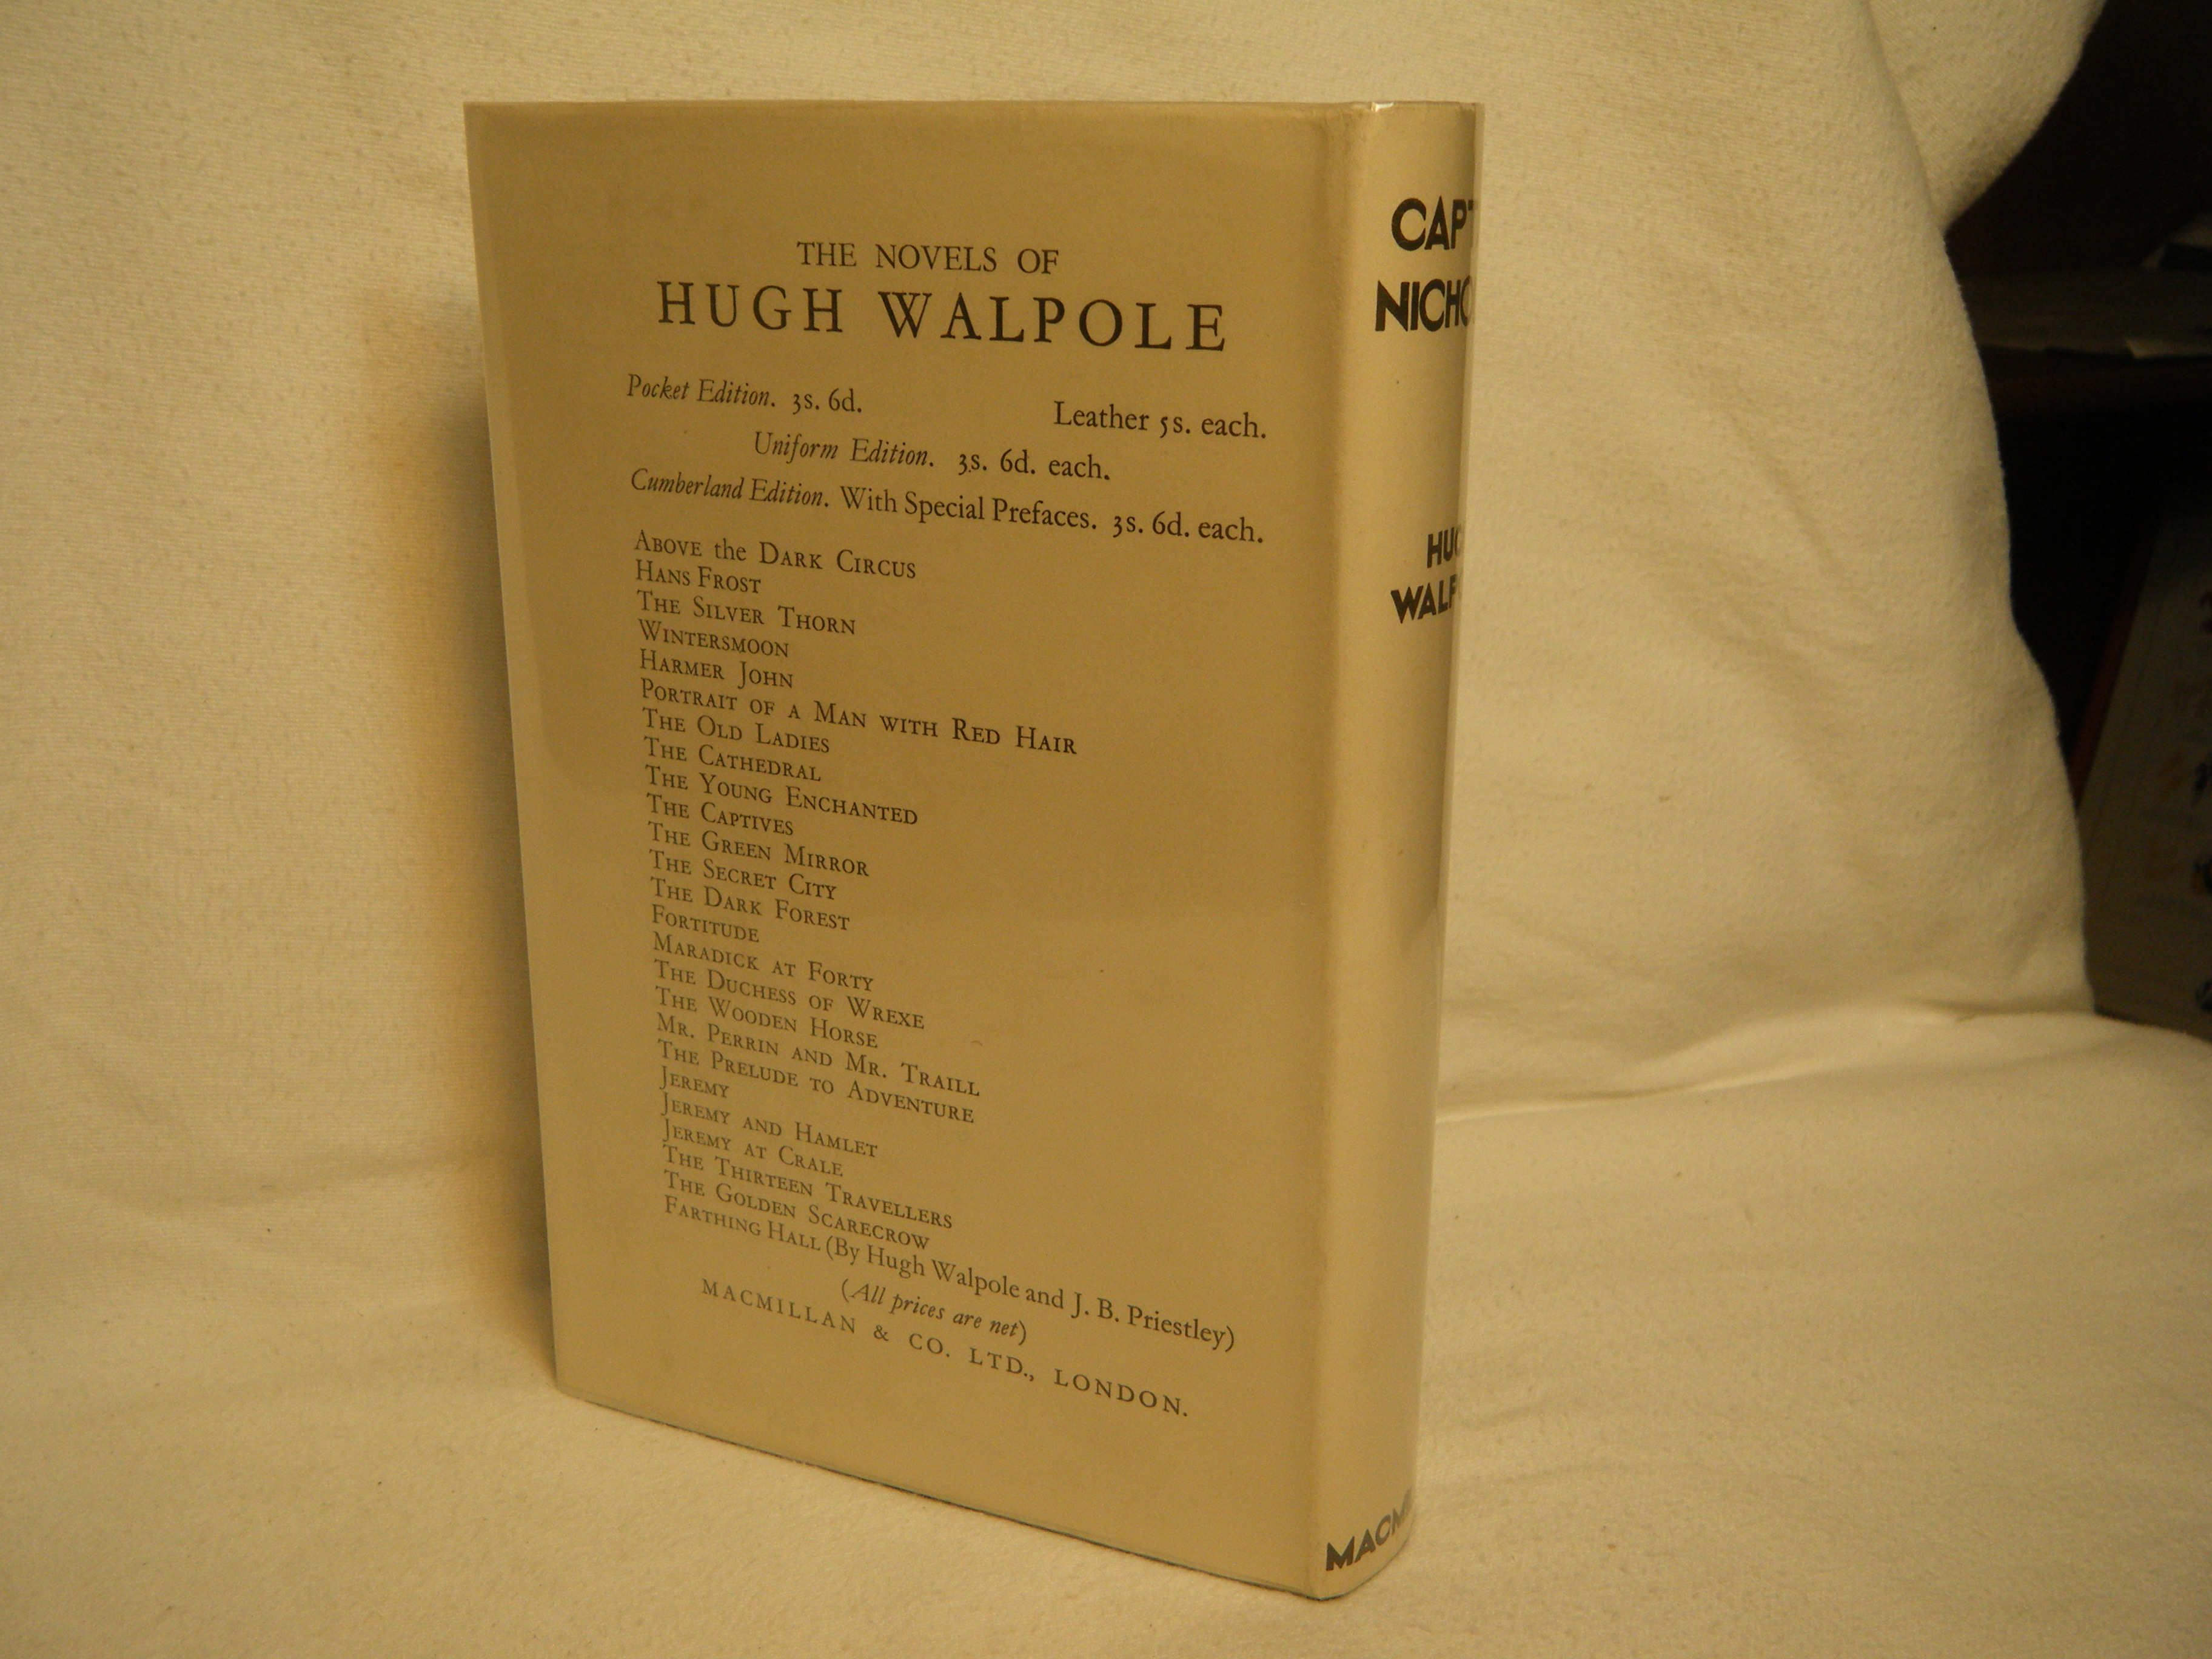 THE NOVELS OF
HUGH WALPOLE
Pocket Edition. 3s. 6d. Leather 5s. each.
Uniform Edition. 3s. 6d. each.
Cumberland Edition. With Special Prefaces. 3s. 6d. each.
ABOVE the DARK CIRCUS
HANS FROST
THE SILVER THORN
WINTERSMOON
HARMER JOHN
PORTRAIT OF A MAN WITH RED HAIR
THE OLD LADIES
THE CATHEDRAL
THE YOUNG ENCHANTED
THE CAPTIVES
THE GREEN MIRROR
THE SECRET CITY
THE DARK FOREST
FORTITUDE
MARADICK AT FORTY
THE DUCHESS OF WREXE
THE WOODEN HORSE
MR. PERRIN AND MR. TRAILL
THE PRELUDE TO ADVENTURE
JEREMY
JEREMY AND HAMLET
JEREMY AT CRALE
THE THIRTEEN TRAVELLERS
THE GOLDEN SCARECROW
FARTHING HALL (By Hugh Walpole and J. B. Priestley)
(All prices are net)
MACMILLAN & CO. LTD., LONDON.
CAPT
NICHO
HUG
WALP
MACMI